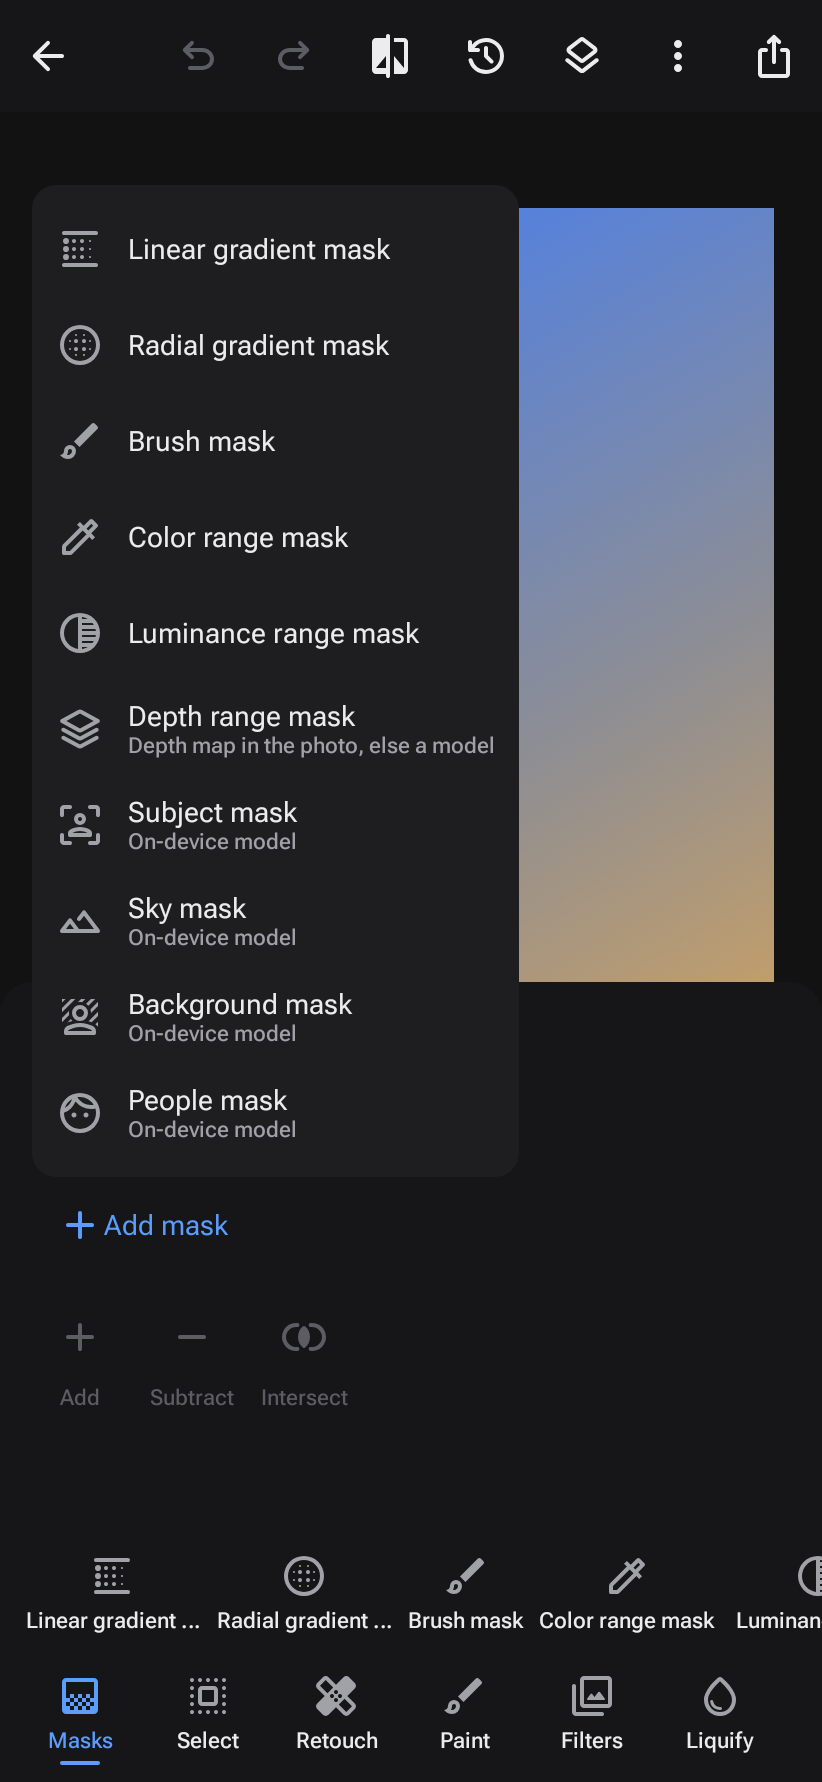 Linear gradient mask
Radial gradient mask
Brush mask
Color range mask
Luminance range mask
Depth range mask
Depth map in the photo, else a model
Subject mask
On-device model
Sky mask
On-device model
Background mask
On-device model
People mask
On-device model
Add mask
Add Subtract Intersect
Linear gradient ... Radial gradient ... Brush mask Color range mask Luminan
Masks Select Retouch Paint Filters Liquify